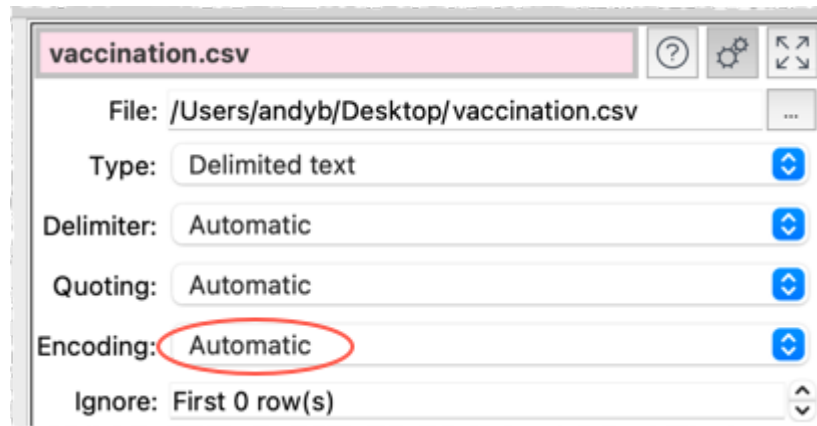 vaccination.csv ?
File: /Users/andyb/Desktop/vaccination.csv ...
Type: Delimited text
Delimiter: Automatic
Quoting: Automatic
Encoding: Automatic
Ignore: First 0 row(s)